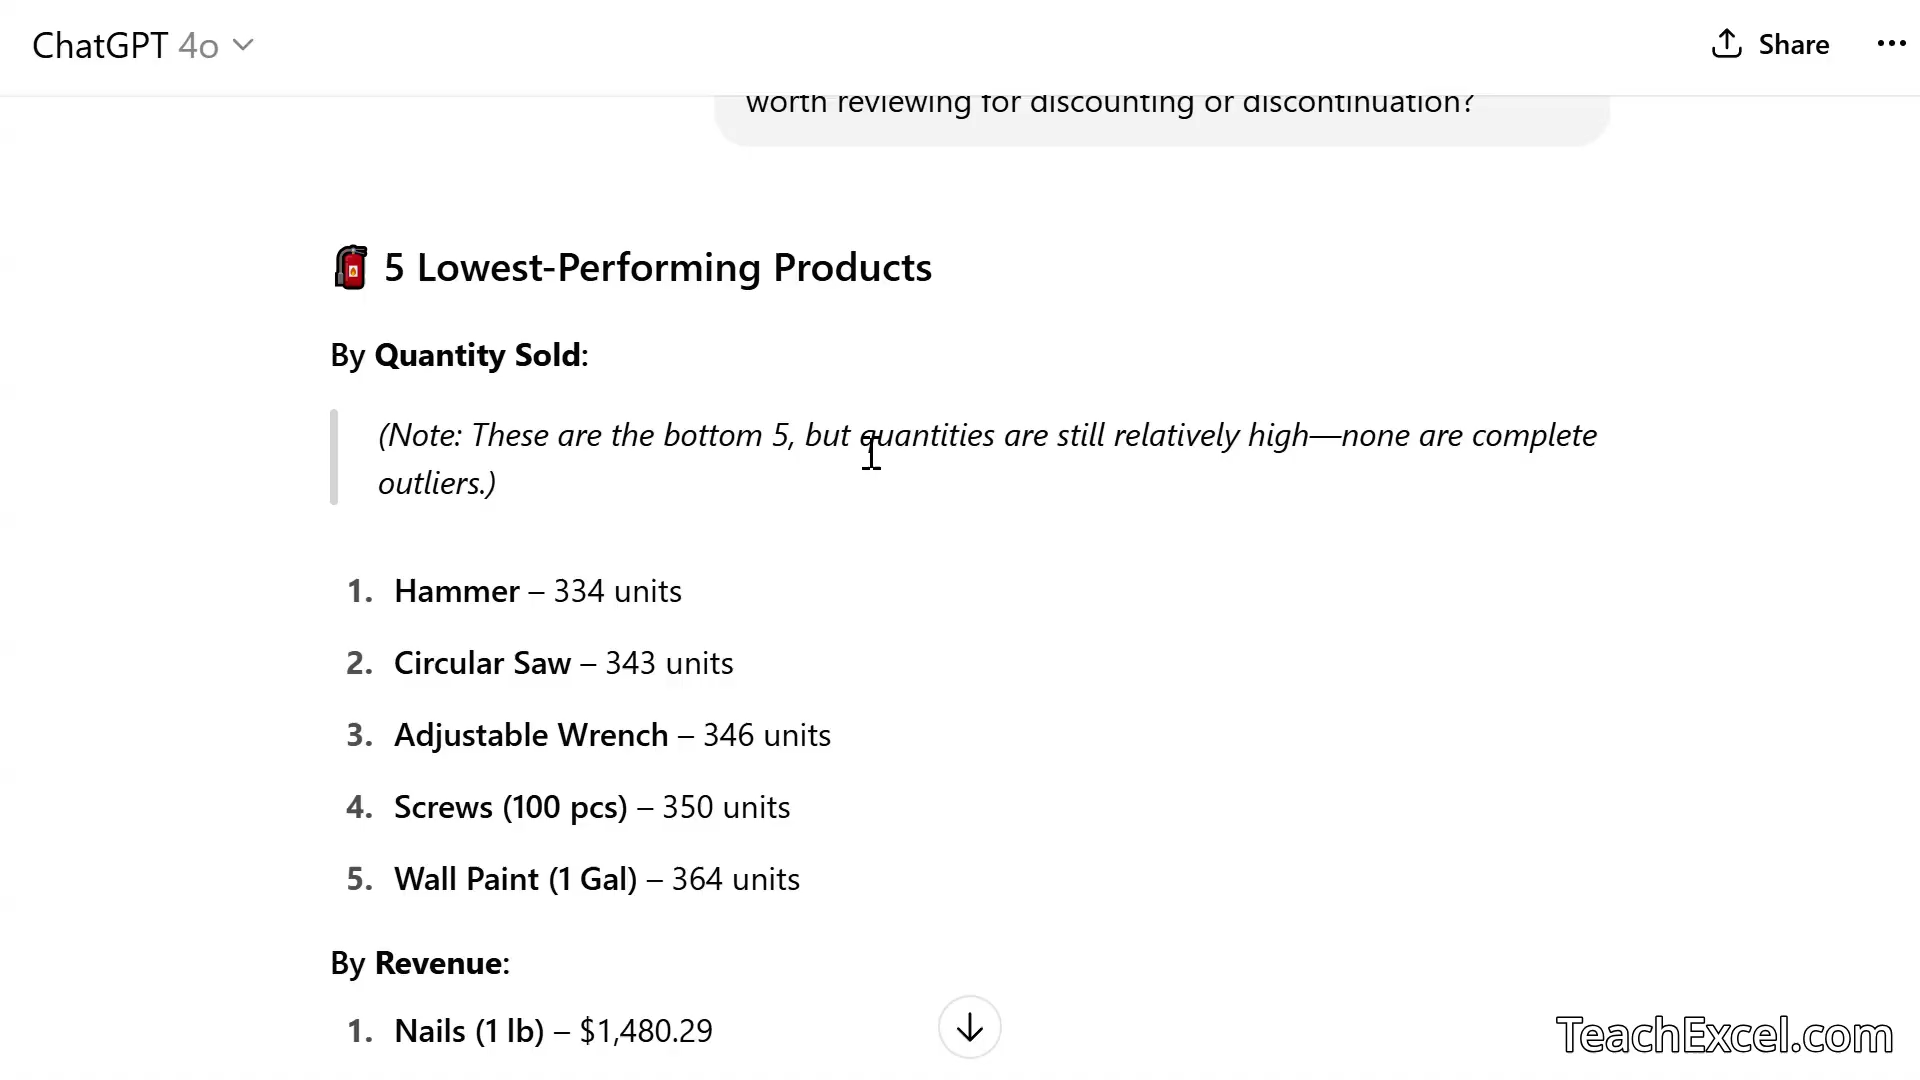 ChatGPT 4o
Share
worth reviewing for discounting or discontinuation?
5 Lowest-Performing Products
By Quantity Sold:
(Note: These are the bottom 5, but quantities are still relatively high—none are complete
outliers.)
1. Hammer – 334 units
2. Circular Saw – 343 units
3. Adjustable Wrench – 346 units
4. Screws (100 pcs) – 350 units
5. Wall Paint (1 Gal) – 364 units
By Revenue:
1. Nails (1 lb) – $1,480.29
TeachExcel.com